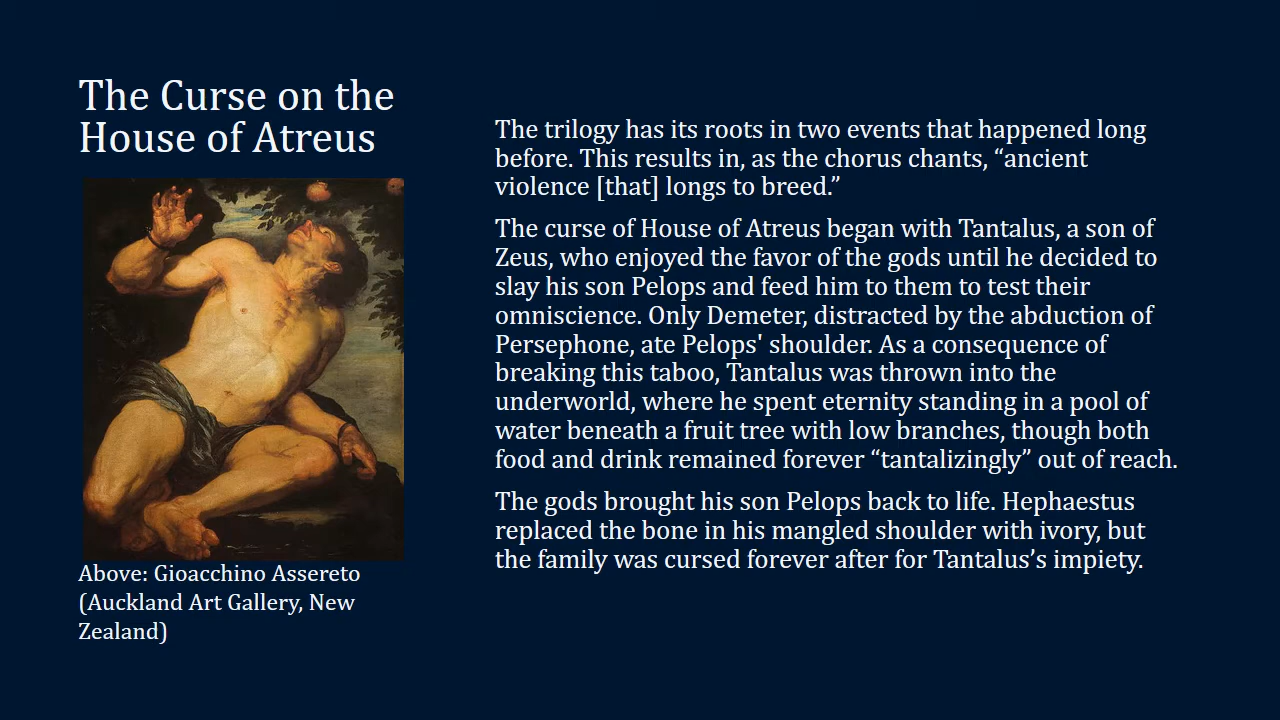 The Curse on the
House of Atreus
Above: Gioacchino Assereto
(Auckland Art Gallery, New
Zealand)
The trilogy has its roots in two events that happened long
before. This results in, as the chorus chants, “ancient
violence [that] longs to breed.”
The curse of House of Atreus began with Tantalus, a son of
Zeus, who enjoyed the favor of the gods until he decided to
slay his son Pelops and feed him to them to test their
omniscience. Only Demeter, distracted by the abduction of
Persephone, ate Pelops' shoulder. As a consequence of
breaking this taboo, Tantalus was thrown into the
underworld, where he spent eternity standing in a pool of
water beneath a fruit tree with low branches, though both
food and drink remained forever “tantalizingly” out of reach.
The gods brought his son Pelops back to life. Hephaestus
replaced the bone in his mangled shoulder with ivory, but
the family was cursed forever after for Tantalus’s impiety.